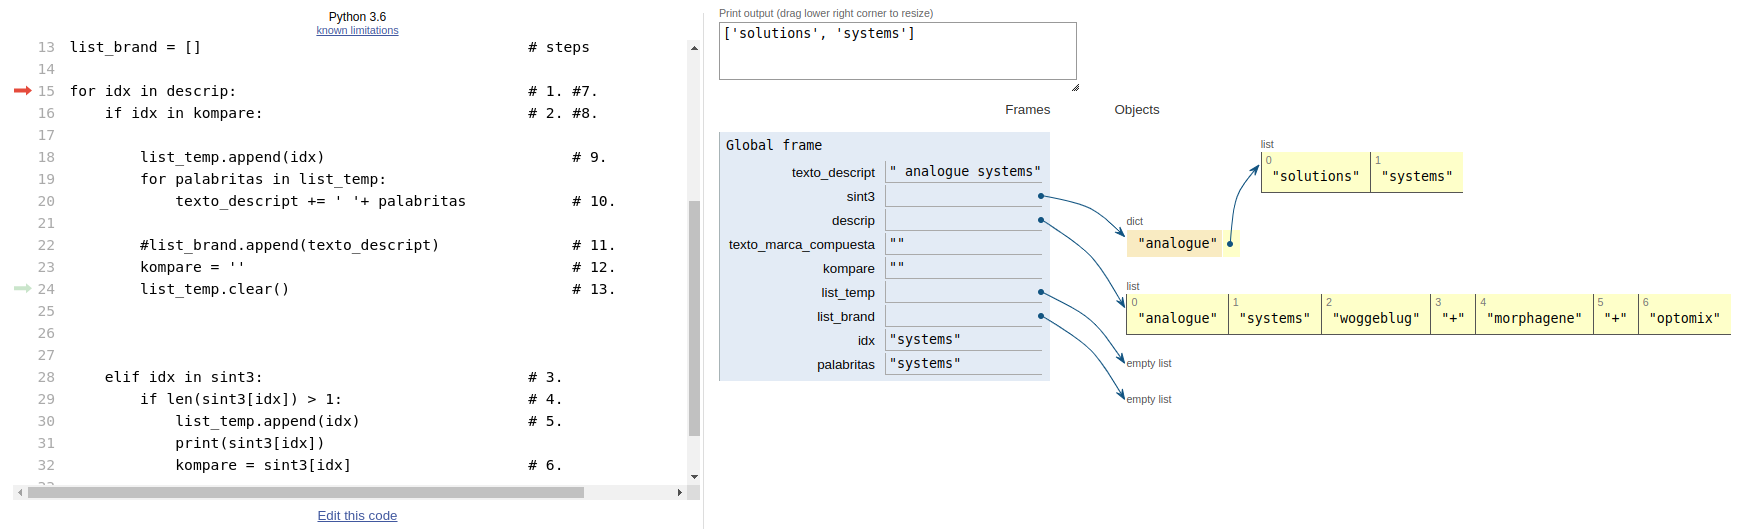 Python 3.6
known limitations
13 list_brand = [] # steps
14
15 for idx in descrip: # 1. #7.
16 if idx in kompare: # 2. #8.
17
18 list_temp.append(idx) # 9.
19 for palabritas in list_temp:
20 texto_descript += ' '+ palabritas # 10.
21
22 #list_brand.append(texto_descript) # 11.
23 kompare = '' # 12.
24 list_temp.clear() # 13.
25
26
27
28 elif idx in sint3: # 3.
29 if len(sint3[idx]) > 1: # 4.
30 list_temp.append(idx) # 5.
31 print(sint3[idx])
32 kompare = sint3[idx] # 6.
Edit this code
Print output (drag lower right corner to resize)
['solutions', 'systems']
Frames Objects
Global frame
texto_descript " analogue systems"
sint3
descrip
texto_marca_compuesta ""
kompare ""
list_temp
list_brand
idx "systems"
palabritas "systems"
list
0 1
"solutions" "systems"
dict
"analogue"
list
0 1 2 3 4 5 6
"analogue" "systems" "woggeblug" "+" "morphagene" "+" "optomix"
empty list
empty list